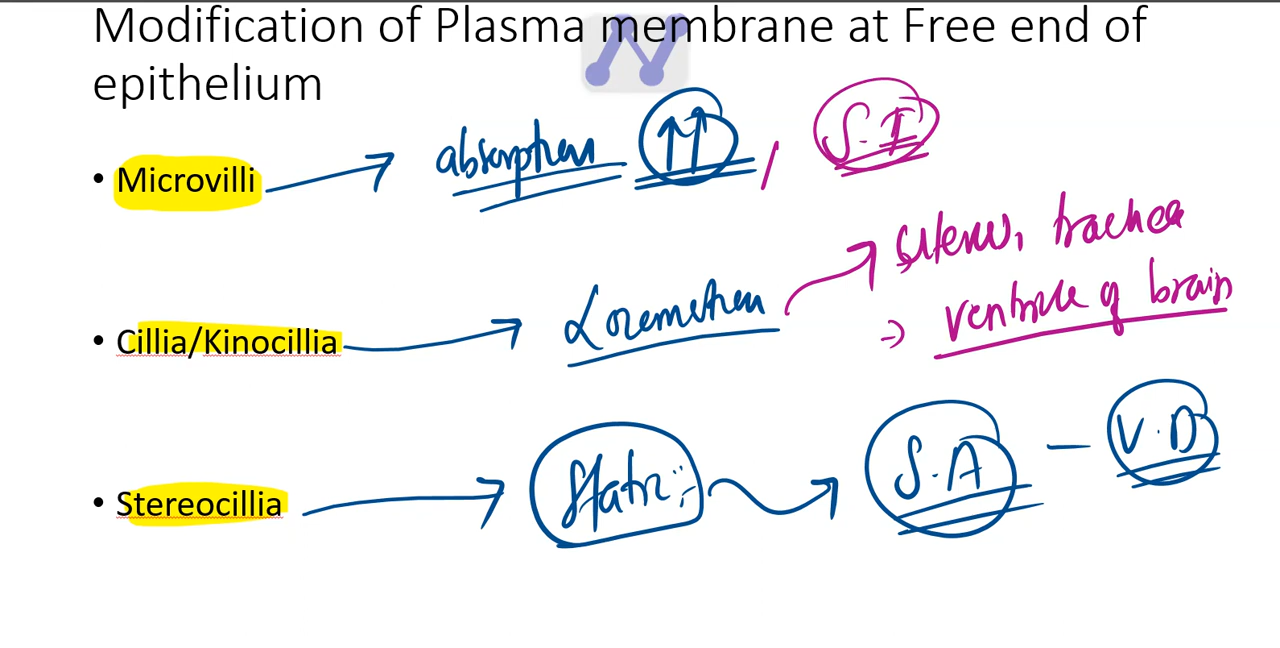 Modification of Plasma membrane at Free end of
epithelium
• Microvilli → absorption ↑↑ / S.I
• Cillia/Kinocillia → → Uterus, trachea
→ ventricle of brain
• Stereocillia → Static → S.A – V.D